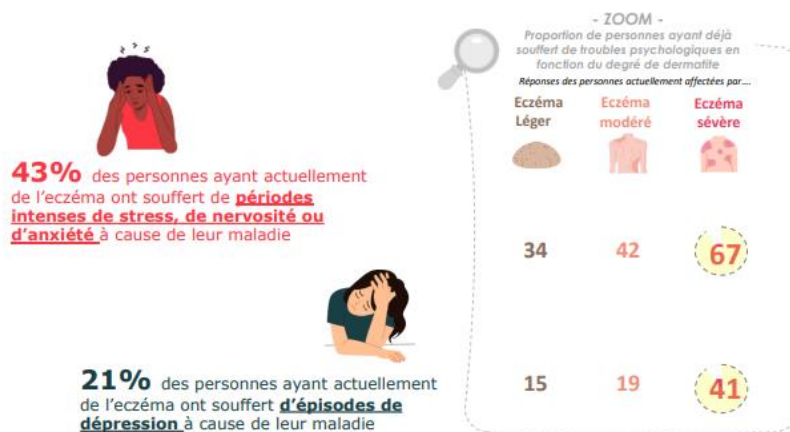 - ZOOM -
Proportion de personnes ayant déjà
souffert de troubles psychologiques en
fonction du degré de dermatite
Réponses des personnes actuellement affectées par....
Eczéma Léger
Eczéma modéré
Eczéma sévère
43% des personnes ayant actuellement
de l'eczéma ont souffert de périodes
intenses de stress, de nervosité ou
d'anxiété à cause de leur maladie
34 42 67
21% des personnes ayant actuellement
de l'eczéma ont souffert d'épisodes de
dépression à cause de leur maladie
15 19 41